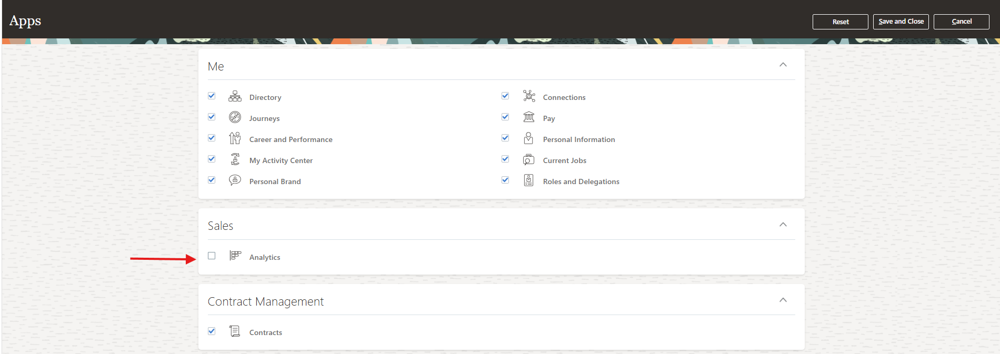 Apps
Reset
Save and Close
Cancel
Me
Directory
Connections
Journeys
Pay
Career and Performance
Personal Information
My Activity Center
Current Jobs
Personal Brand
Roles and Delegations
Sales
Analytics
Contract Management
Contracts